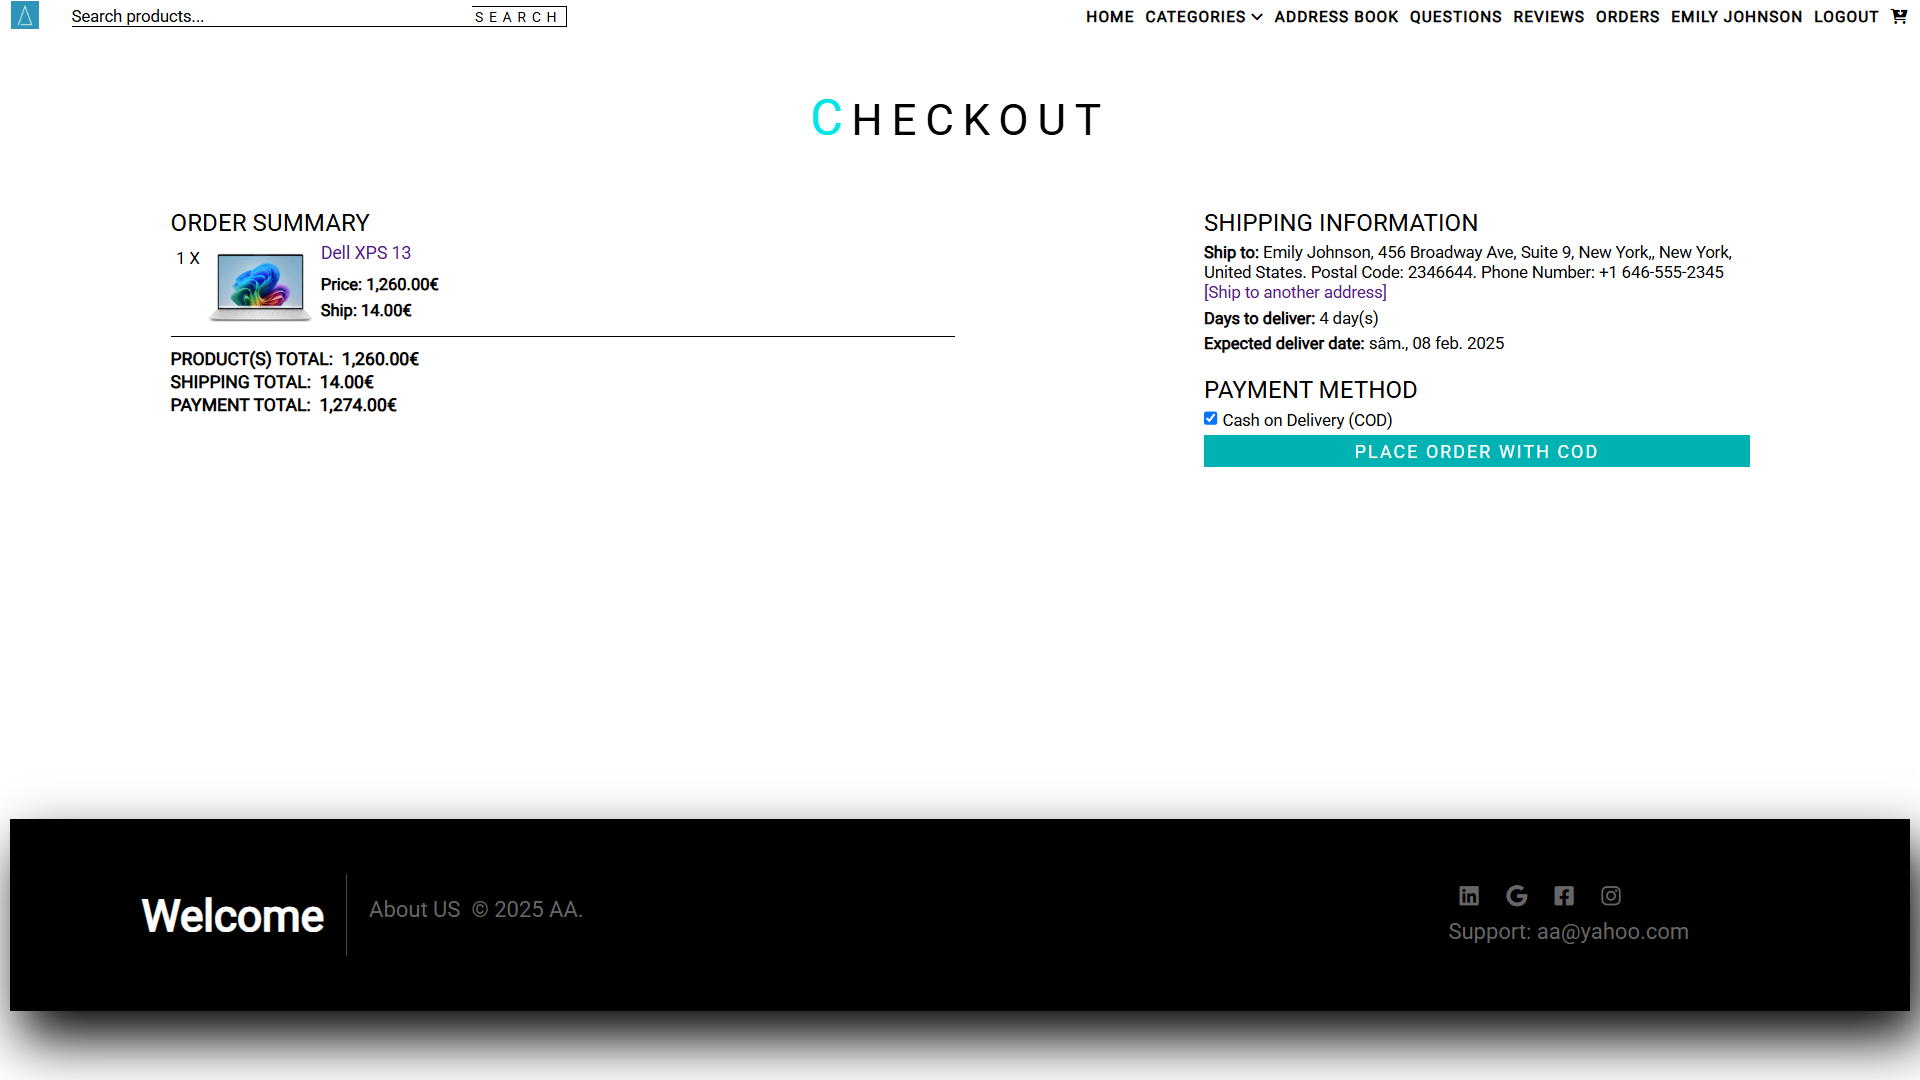 Search products...
SEARCH
HOME CATEGORIES ADDRESS BOOK QUESTIONS REVIEWS ORDERS EMILY JOHNSON LOGOUT
CHECKOUT
ORDER SUMMARY
1 X
Dell XPS 13
Price: 1,260.00€
Ship: 14.00€
PRODUCT(S) TOTAL: 1,260.00€
SHIPPING TOTAL: 14.00€
PAYMENT TOTAL: 1,274.00€
SHIPPING INFORMATION
Ship to: Emily Johnson, 456 Broadway Ave, Suite 9, New York,, New York,
United States. Postal Code: 2346644. Phone Number: +1 646-555-2345
[Ship to another address]
Days to deliver: 4 day(s)
Expected deliver date: sâm., 08 feb. 2025
PAYMENT METHOD
Cash on Delivery (COD)
PLACE ORDER WITH COD
Welcome
About US © 2025 AA.
Support: aa@yahoo.com